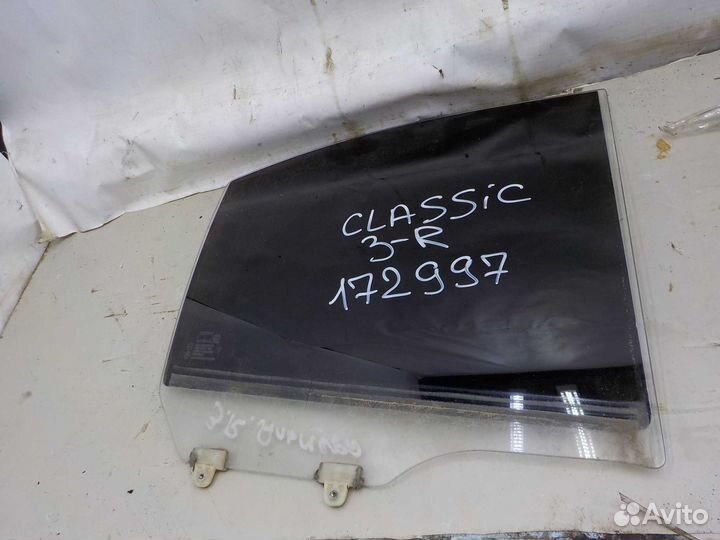 CLASSiC
3-R
172997
Avito